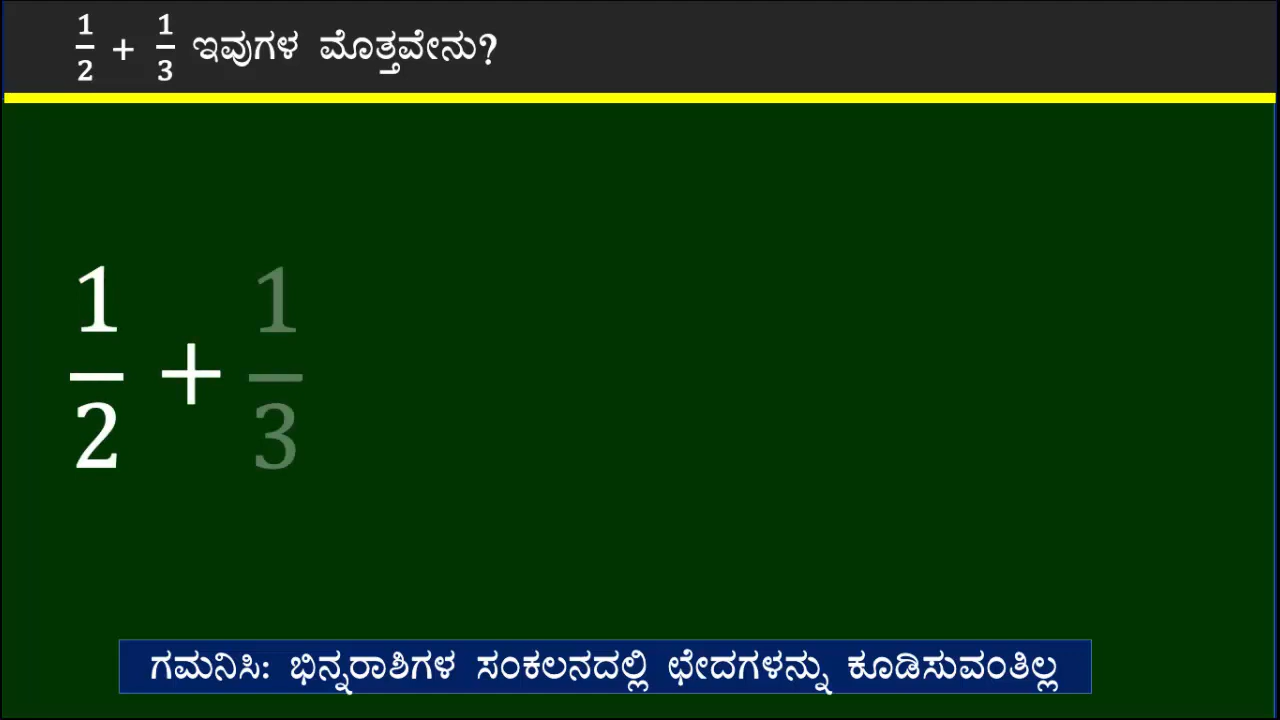 1/2 + 1/3 ಇವುಗಳ ಮೊತ್ತವೇನು?
1/2 + 1/3
ಗಮನಿಸಿ: ಭಿನ್ನರಾಶಿಗಳ ಸಂಕಲನದಲ್ಲಿ ಛೇದಗಳನ್ನು ಕೂಡಿಸುವಂತಿಲ್ಲ